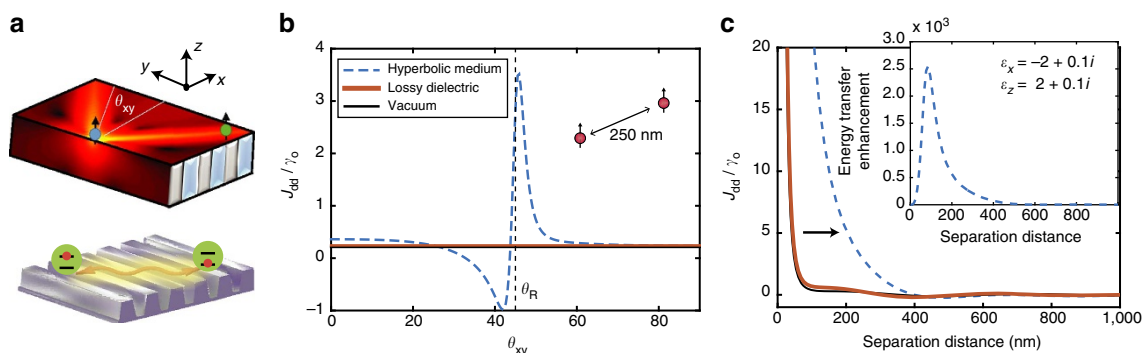 a
z
y
x
θxy
b
Jdd / γo
4
3
2
1
0
−1
Hyperbolic medium
Lossy dielectric
Vacuum
250 nm
θR
0
20
40
60
80
θxy
c
Jdd / γo
20
15
10
5
0
Energy transfer
enhancement
3.0 x 10³
2.5
2.0
1.5
1.0
0.5
0
εx = −2 + 0.1i
εz = 2 + 0.1i
0
200
400
600
800
Separation distance
0
200
400
600
800
1,000
Separation distance (nm)